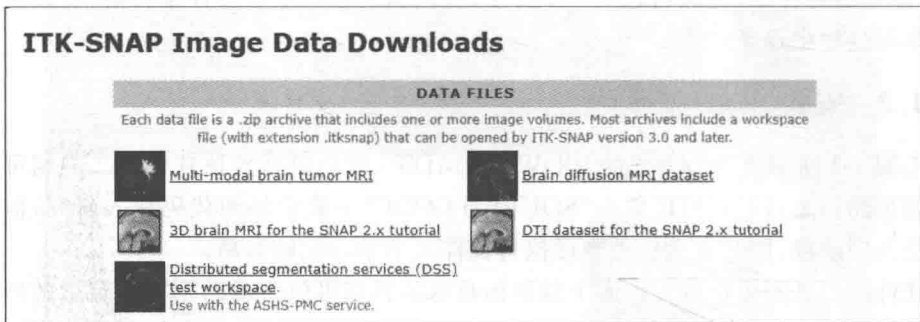 ITK-SNAP Image Data Downloads
DATA FILES
Each data file is a .zip archive that includes one or more image volumes. Most archives include a workspace
file (with extension .itksnap) that can be opened by ITK-SNAP version 3.0 and later.
Multi-modal brain tumor MRI
Brain diffusion MRI dataset
3D brain MRI for the SNAP 2.x tutorial
DTI dataset for the SNAP 2.x tutorial
Distributed segmentation services (DSS)
test workspace.
Use with the ASHS-PMC service.